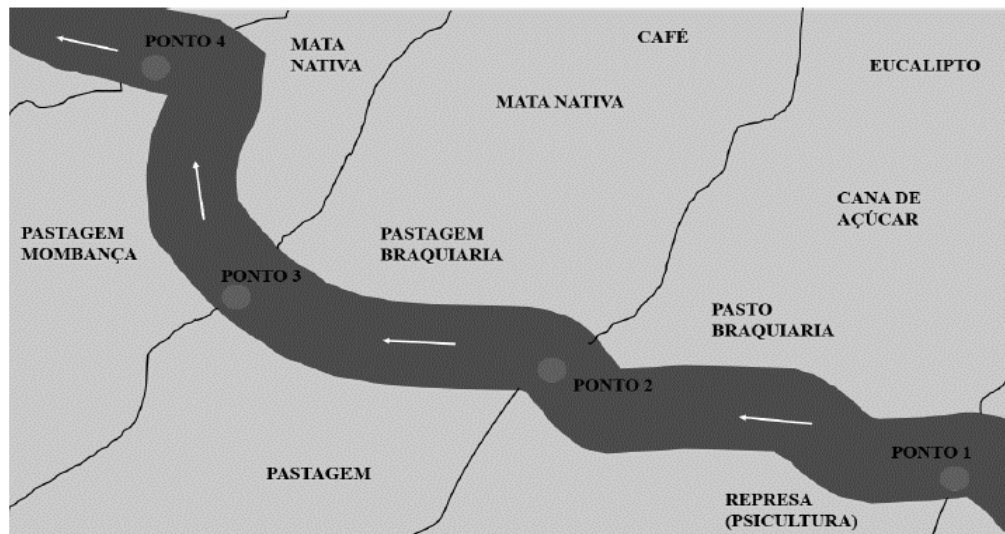 PONTO 4
MATA
NATIVA
CAFÉ
EUCALIPTO
MATA NATIVA
CANA DE
AÇÚCAR
PASTAGEM
MOMBANÇA
PASTAGEM
BRAQUIARIA
PONTO 3
PASTO
BRAQUIARIA
PONTO 2
PONTO 1
PASTAGEM
REPRESA
(PSICULTURA)